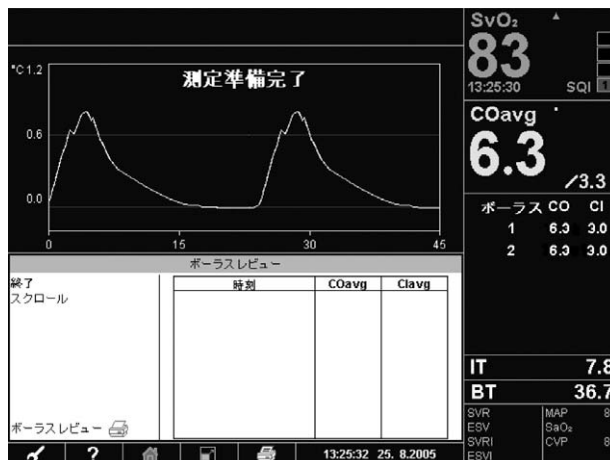 SvO₂
83
13:25:30 SQI 1
°C 1.2
測定準備完了
0.6
0.0
0 15 30 45
COavg
6.3
/3.3
ボーラス CO CI
1 6.3 3.0
2 6.3 3.0
ボーラスレビュー
終了
スクロール
時刻 COavg CIavg
ボーラスレビュー
IT 7.8
BT 36.7
SVR MAP 8
ESV SaO₂
SVRI CVP 8
ESVI
?
13:25:32 25. 8.2005